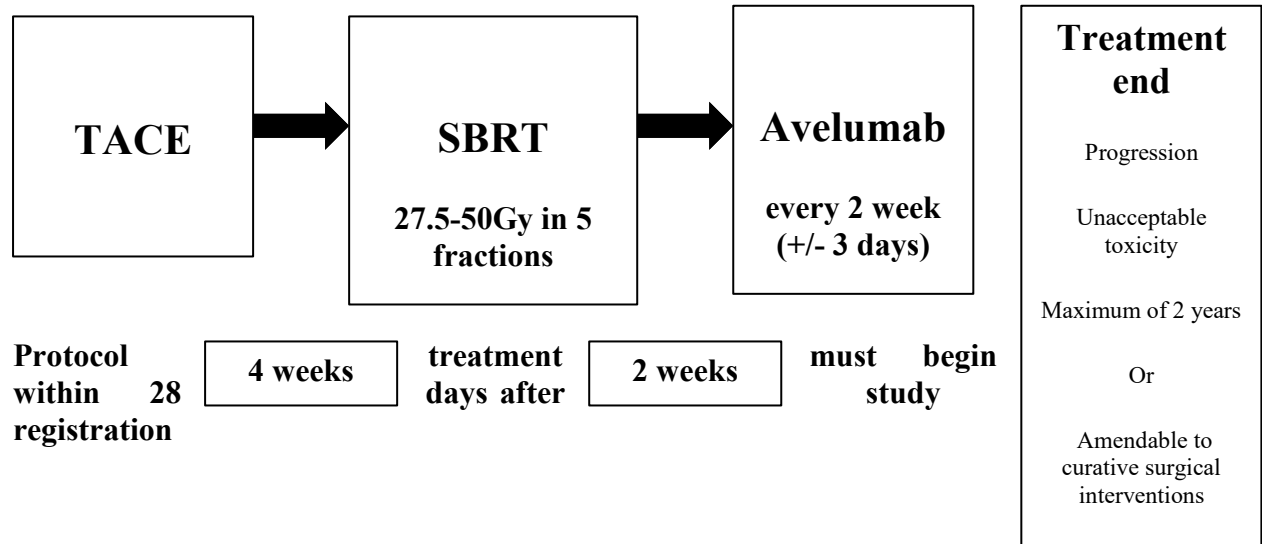 TACE
SBRT
27.5-50Gy in 5
fractions
Avelumab
every 2 week
(+/- 3 days)
Protocol treatment must begin
within 28 days after study
registration
4 weeks
2 weeks
Treatment
end
Progression
Unacceptable
toxicity
Maximum of 2 years
Or
Amendable to
curative surgical
interventions